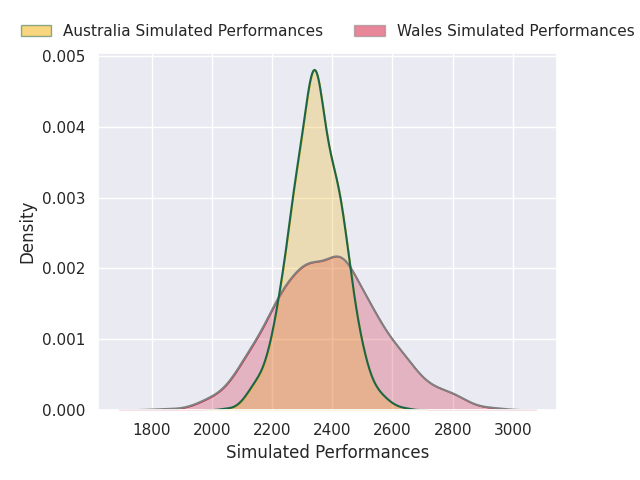 Australia Simulated Performances
Wales Simulated Performances
0.005
0.004
0.003
0.002
0.001
0.000
Density
1800 2000 2200 2400 2600 2800 3000
Simulated Performances